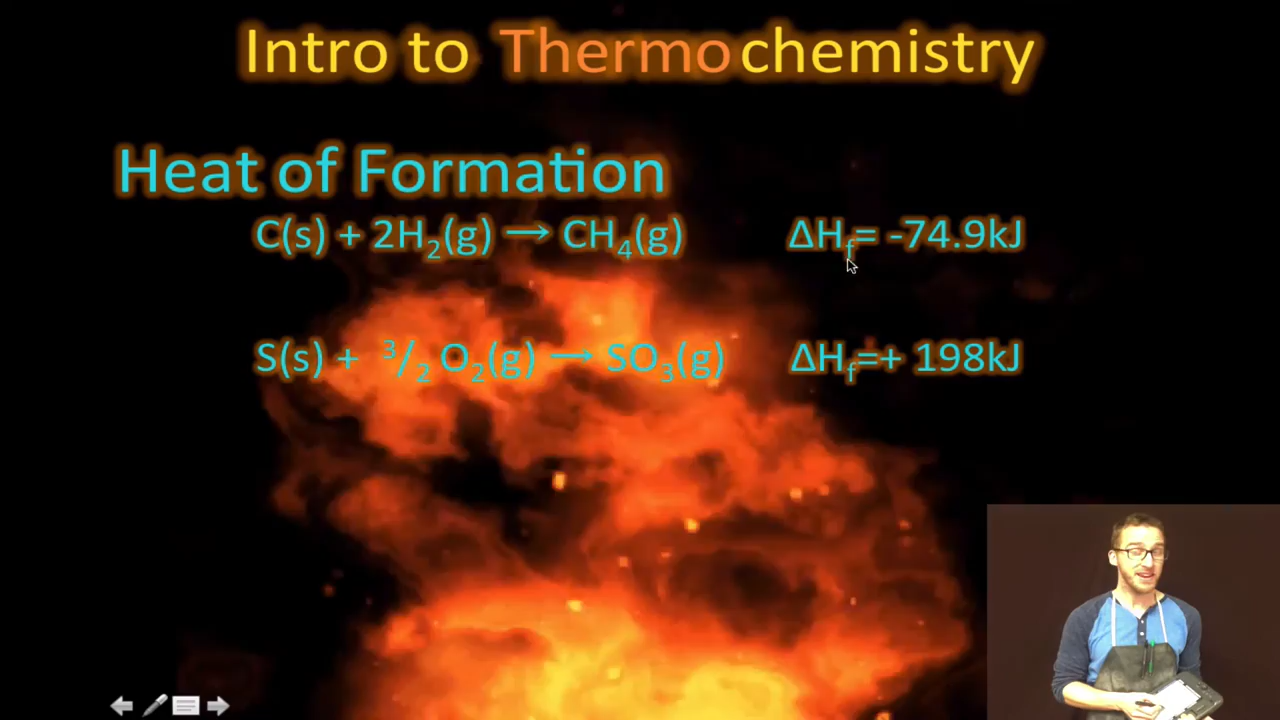 Intro to Thermochemistry
Heat of Formation
C(s) + 2H₂(g) → CH₄(g) ΔHf= -74.9kJ
S(s) + ³/₂ O₂(g) → SO₃(g) ΔHf=+ 198kJ